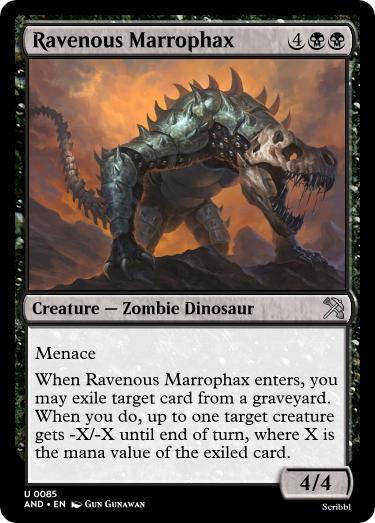 Ravenous Marrophax 4
Creature — Zombie Dinosaur
Menace
When Ravenous Marrophax enters, you
may exile target card from a graveyard.
When you do, up to one target creature
gets -X/-X until end of turn, where X is
the mana value of the exiled card.
4/4
U 0085
AND • EN Gun Gunawan
Scribbl